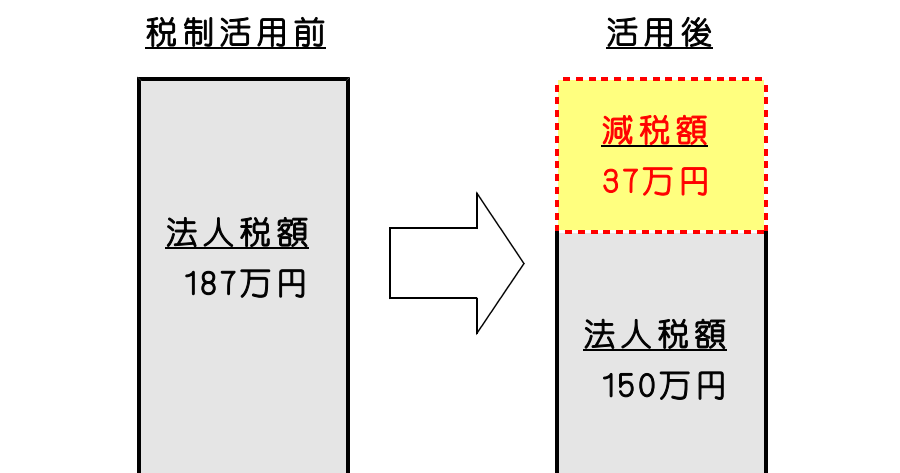 税制活用前
活用後
減税額
37万円
法人税額
187万円
法人税額
150万円